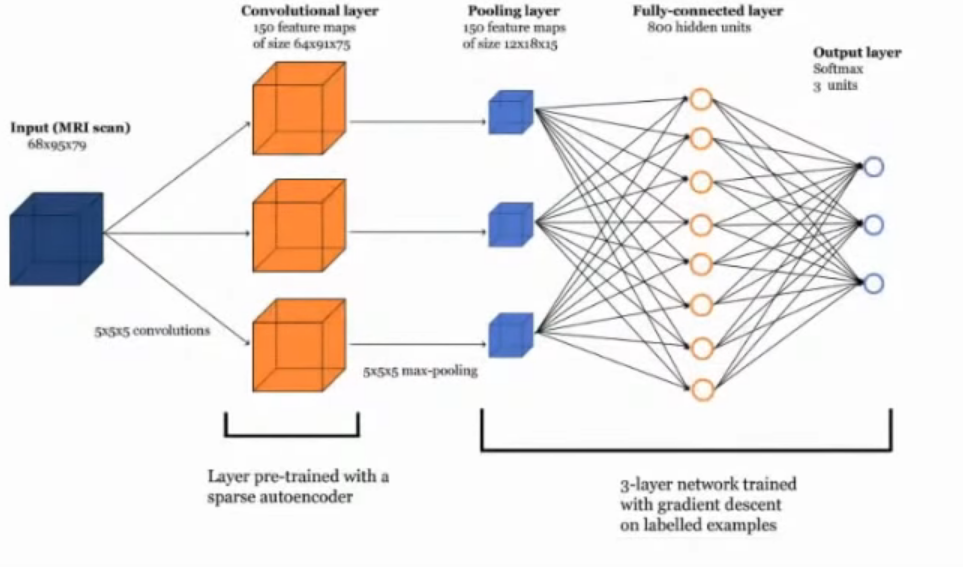 Convolutional layer
150 feature maps
of size 64x91x75
Pooling layer
150 feature maps
of size 12x18x15
Fully-connected layer
800 hidden units
Output layer
Softmax
3 units
Input (MRI scan)
68x95x79
5x5x5 convolutions
5x5x5 max-pooling
Layer pre-trained with a
sparse autoencoder
3-layer network trained
with gradient descent
on labelled examples